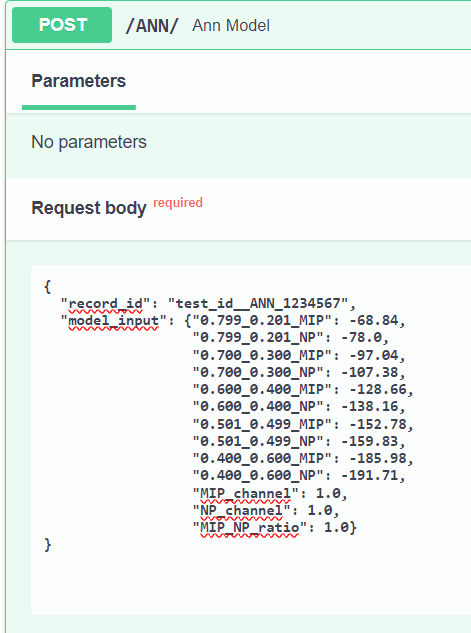 POST /ANN/ Ann Model
Parameters
No parameters
Request body required
{
  "record_id": "test_id__ANN_1234567",
  "model_input": {"0.799_0.201_MIP": -68.84,
                  "0.799_0.201_NP": -78.0,
                  "0.700_0.300_MIP": -97.04,
                  "0.700_0.300_NP": -107.38,
                  "0.600_0.400_MIP": -128.66,
                  "0.600_0.400_NP": -138.16,
                  "0.501_0.499_MIP": -152.78,
                  "0.501_0.499_NP": -159.83,
                  "0.400_0.600_MIP": -185.98,
                  "0.400_0.600_NP": -191.71,
                  "MIP_channel": 1.0,
                  "NP_channel": 1.0,
                  "MIP_NP_ratio": 1.0}
}